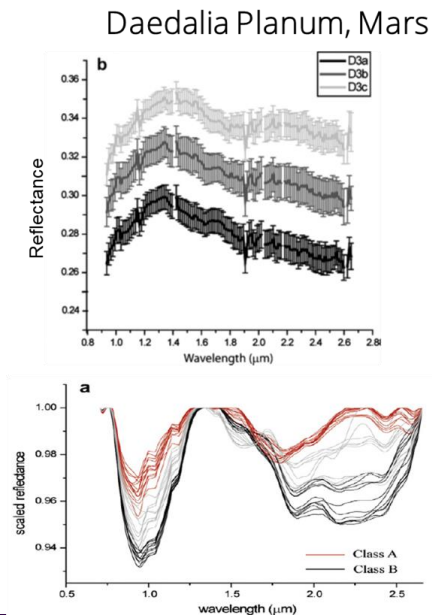 Daedalia Planum, Mars
b
D3a
D3b
D3c
0.36
0.34
0.32
0.30
0.28
0.26
0.24
Reflectance
0.8 1.0 1.2 1.4 1.6 1.8 2.0 2.2 2.4 2.6 2.8
Wavelength (μm)
a
1.00
0.98
0.96
0.94
scaled reflectance
Class A
Class B
0.5 1.0 1.5 2.0 2.5
wavelength (μm)